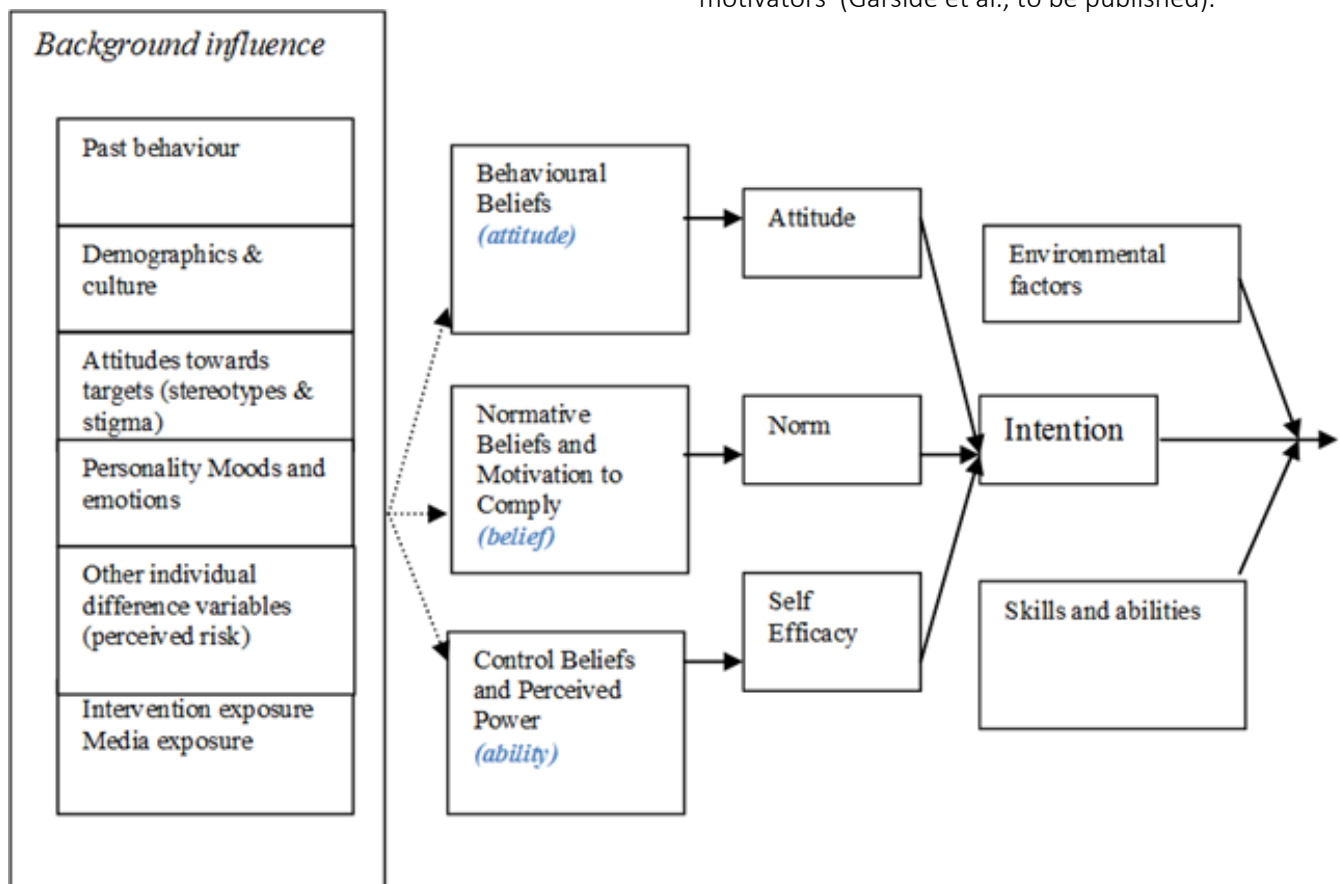 motivators' (Garside et al., to be published).
Background influence
Past behaviour
Demographics &
culture
Attitudes towards
targets (stereotypes &
stigma)
Personality Moods and
emotions
Other individual
difference variables
(perceived risk)
Intervention exposure
Media exposure
Behavioural
Beliefs
(attitude)
Normative
Beliefs and
Motivation to
Comply
(belief)
Control Beliefs
and Perceived
Power
(ability)
Attitude
Norm
Self
Efficacy
Environmental
factors
Intention
Skills and abilities